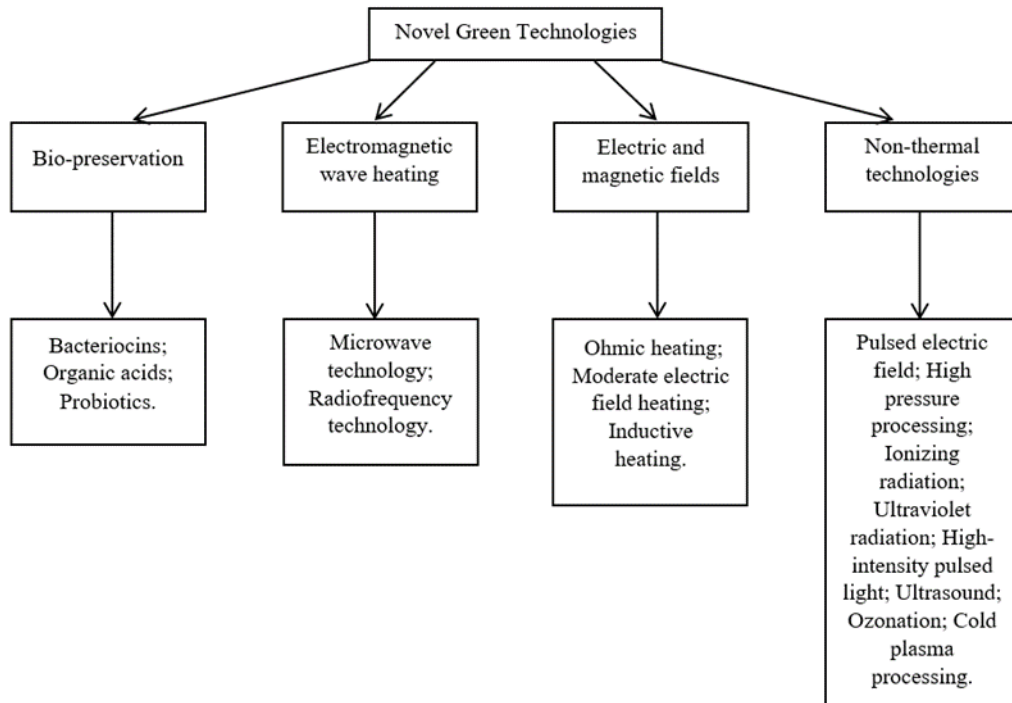 Novel Green Technologies
Bio-preservation
Electromagnetic
wave heating
Electric and
magnetic fields
Non-thermal
technologies
Bacteriocins;
Organic acids;
Probiotics.
Microwave
technology;
Radiofrequency
technology.
Ohmic heating;
Moderate electric
field heating;
Inductive
heating.
Pulsed electric
field; High
pressure
processing;
Ionizing
radiation;
Ultraviolet
radiation; High-
intensity pulsed
light; Ultrasound;
Ozonation; Cold
plasma
processing.